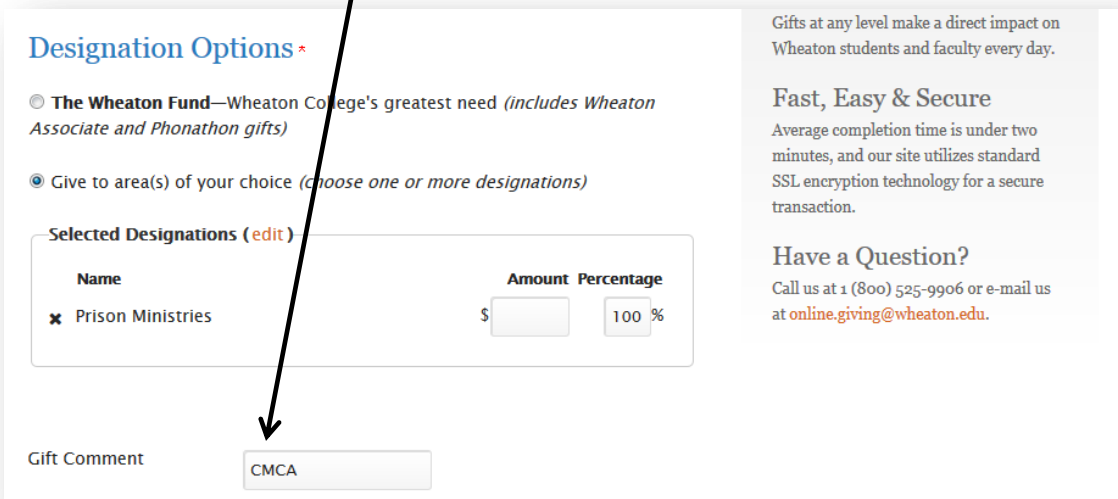 Designation Options *
The Wheaton Fund—Wheaton College's greatest need (includes Wheaton
Associate and Phonathon gifts)
Give to area(s) of your choice (choose one or more designations)
Selected Designations (edit)
Name Amount Percentage
✖ Prison Ministries $ 100 %
Gift Comment CMCA
Gifts at any level make a direct impact on
Wheaton students and faculty every day.
Fast, Easy & Secure
Average completion time is under two
minutes, and our site utilizes standard
SSL encryption technology for a secure
transaction.
Have a Question?
Call us at 1 (800) 525-9906 or e-mail us
at online.giving@wheaton.edu.